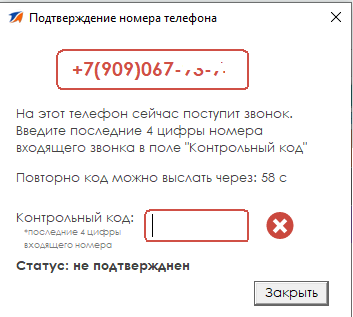 Подтверждение номера телефона
+7(909)067-
На этот телефон сейчас поступит звонок.
Введите последние 4 цифры номера
входящего звонка в поле "Контрольный код"
Повторно код можно выслать через: 58 с
Контрольный код:
*последние 4 цифры
входящего номера
Статус: не подтвержднен
Закрыть